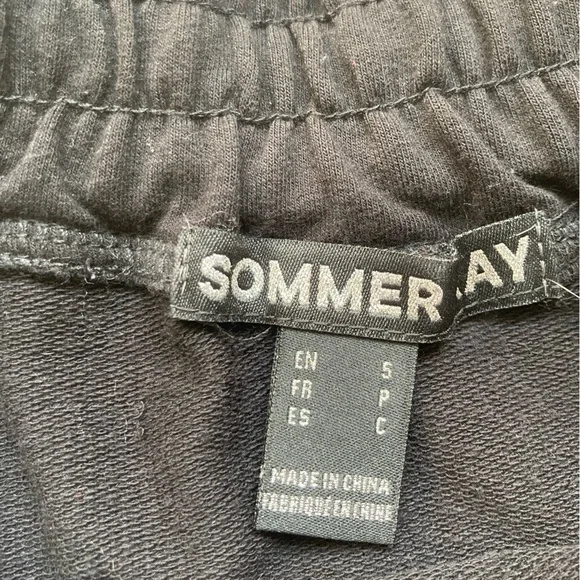 SOMMER .AY
EN S
FR P
ES C
MADE IN CHINA
FABRIQUÉ EN CHINE